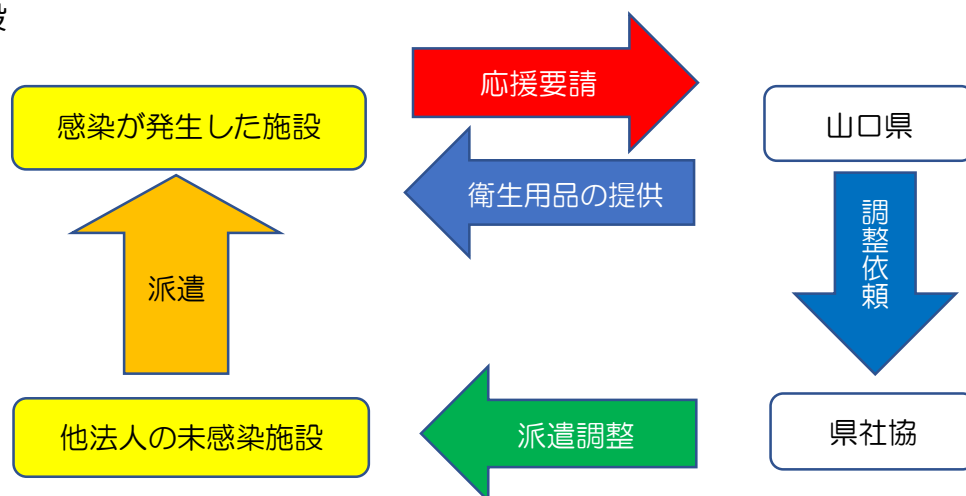 設
応援要請
感染が発生した施設
山口県
衛生用品の提供
調整依頼
派遣
他法人の未感染施設
派遣調整
県社協